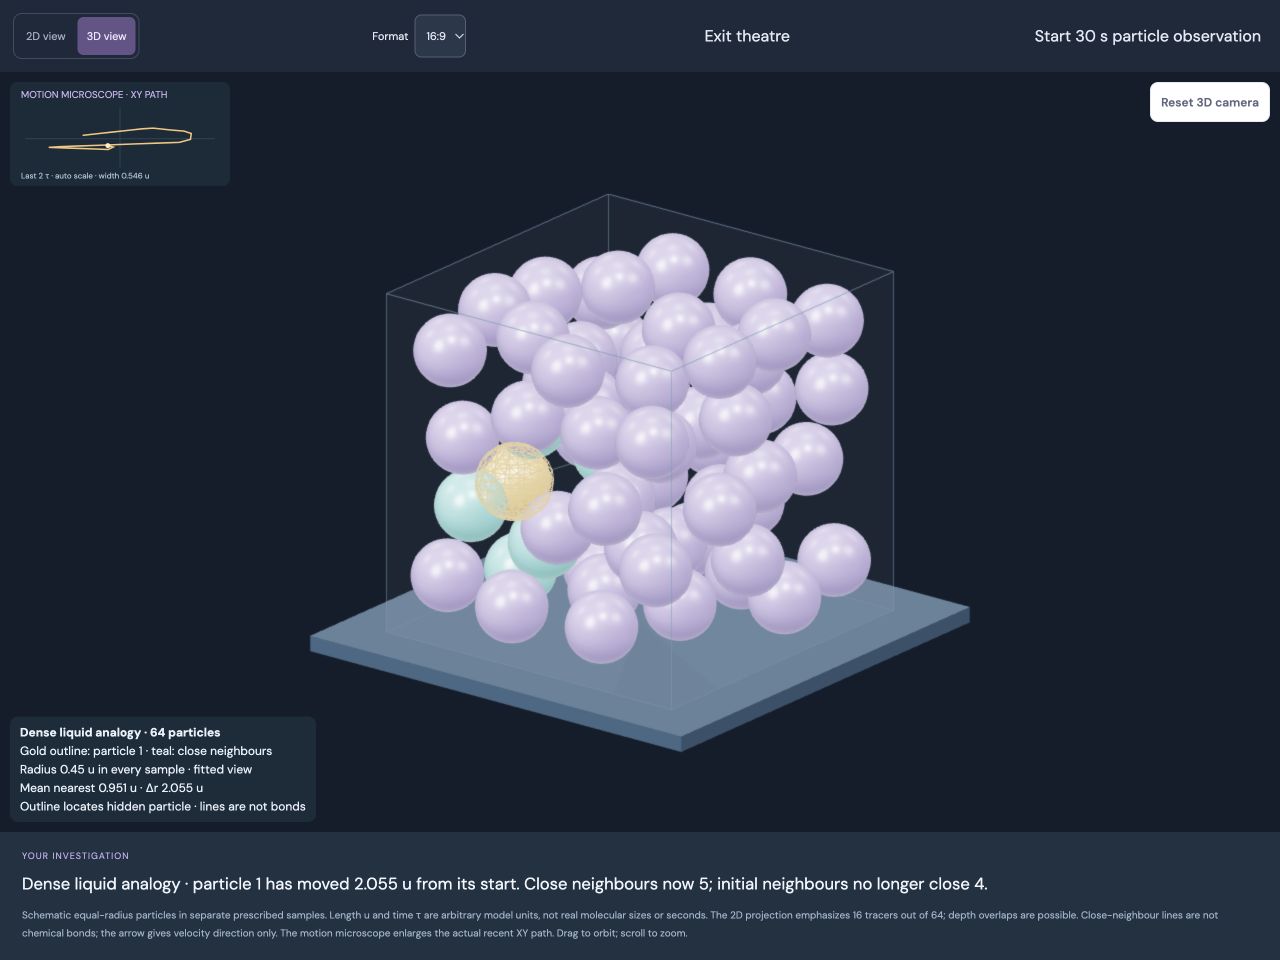 2D view
3D view
Format
16:9
Exit theatre
Start 30 s particle observation
MOTION MICROSCOPE · XY PATH
Last 2 τ · auto scale · width 0.546 u
Reset 3D camera
Dense liquid analogy · 64 particles
Gold outline: particle 1 · teal: close neighbours
Radius 0.45 u in every sample · fitted view
Mean nearest 0.951 u · Δr 2.055 u
Outline locates hidden particle · lines are not bonds
YOUR INVESTIGATION
Dense liquid analogy · particle 1 has moved 2.055 u from its start. Close neighbours now 5; initial neighbours no longer close 4.
Schematic equal-radius particles in separate prescribed samples. Length u and time τ are arbitrary model units, not real molecular sizes or seconds. The 2D projection emphasizes 16 tracers out of 64; depth overlaps are possible. Close-neighbour lines are not
chemical bonds; the arrow gives velocity direction only. The motion microscope enlarges the actual recent XY path. Drag to orbit; scroll to zoom.